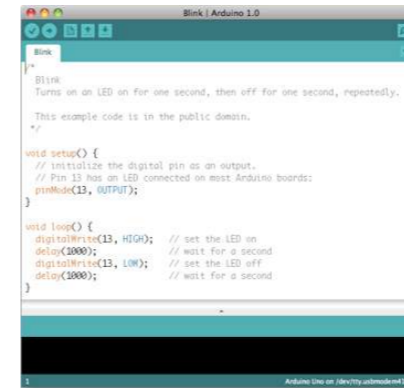 Blink | Arduino 1.0
Blink
/*
Blink
Turns on an LED on for one second, then off for one second, repeatedly.
This example code is in the public domain.
*/
void setup() {
// initialize the digital pin as an output.
// Pin 13 has an LED connected on most Arduino boards:
pinMode(13, OUTPUT);
}
void loop() {
digitalWrite(13, HIGH); // set the LED on
delay(1000); // wait for a second
digitalWrite(13, LOW); // set the LED off
delay(1000); // wait for a second
}
1 Arduino Uno on /dev/tty.usbmodem4